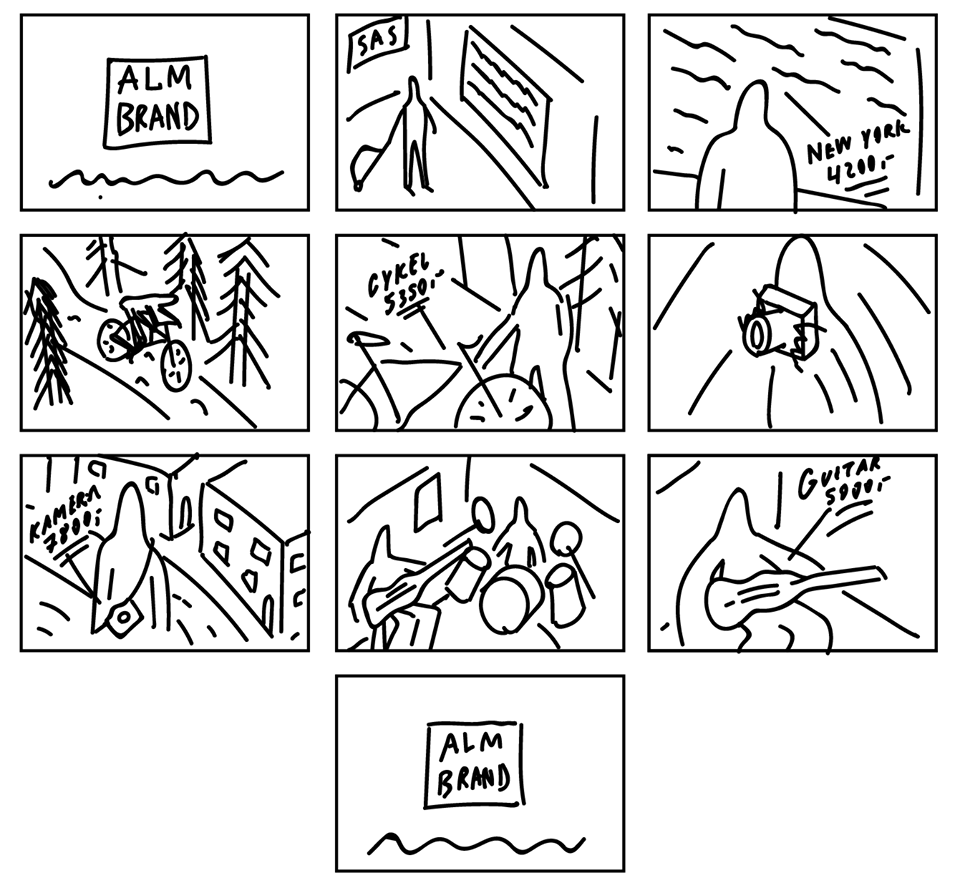 ALM
BRAND
SAS
NEW YORK
4200,-
CYKEL
5350,-
KAMERA
7800,-
GUITAR
5900,-
ALM
BRAND